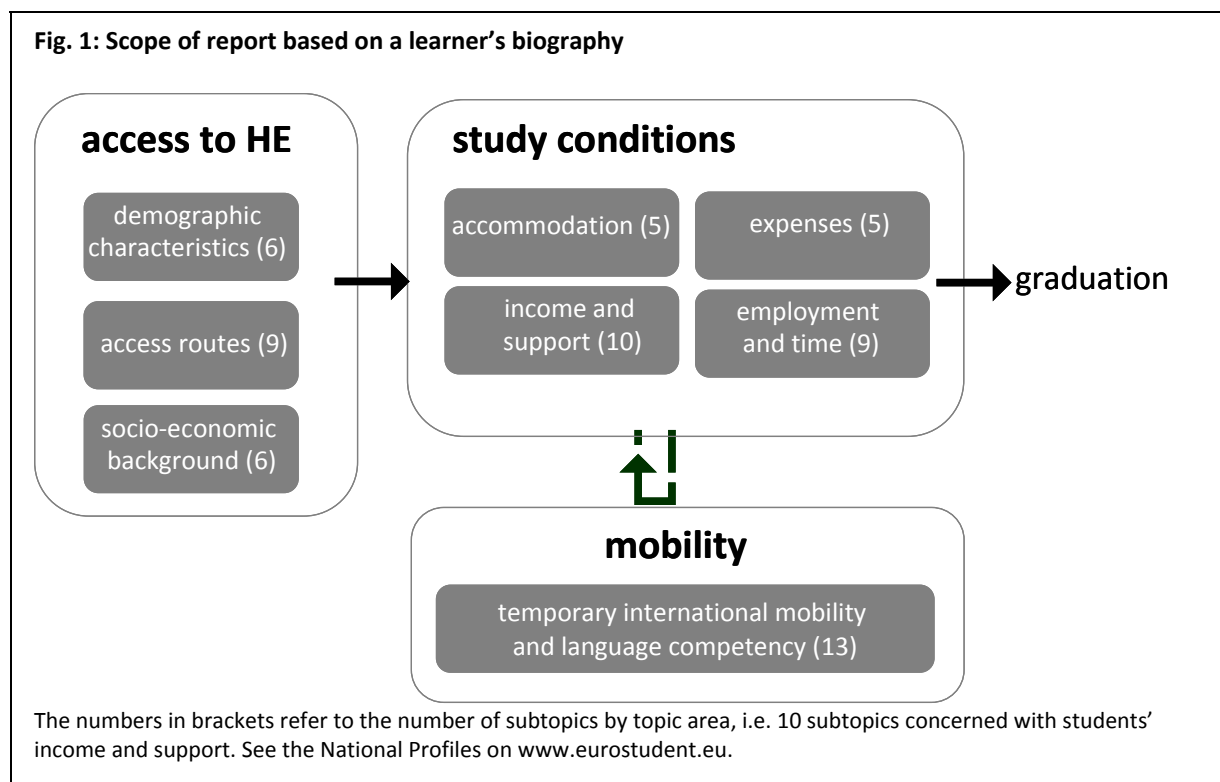 Fig. 1: Scope of report based on a learner’s biography
access to HE
demographic
characteristics (6)
access routes (9)
socio-economic
background (6)
study conditions
accommodation (5)
expenses (5)
income and
support (10)
employment
and time (9)
graduation
mobility
temporary international mobility
and language competency (13)
The numbers in brackets refer to the number of subtopics by topic area, i.e. 10 subtopics concerned with students’
income and support. See the National Profiles on www.eurostudent.eu.